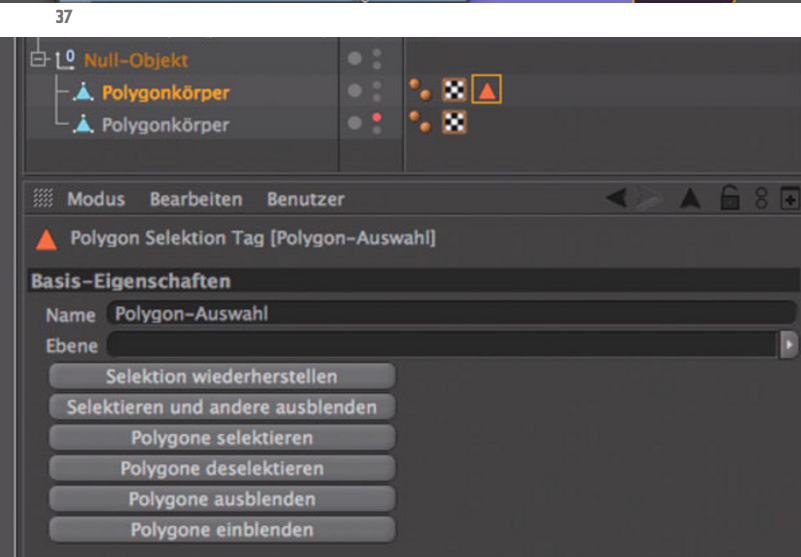 37
Null-Objekt
Polygonkörper
Polygonkörper
Modus Bearbeiten Benutzer
Polygon Selektion Tag [Polygon-Auswahl]
Basis-Eigenschaften
Name Polygon-Auswahl
Ebene
Selektion wiederherstellen
Selektieren und andere ausblenden
Polygone selektieren
Polygone deselektieren
Polygone ausblenden
Polygone einblenden